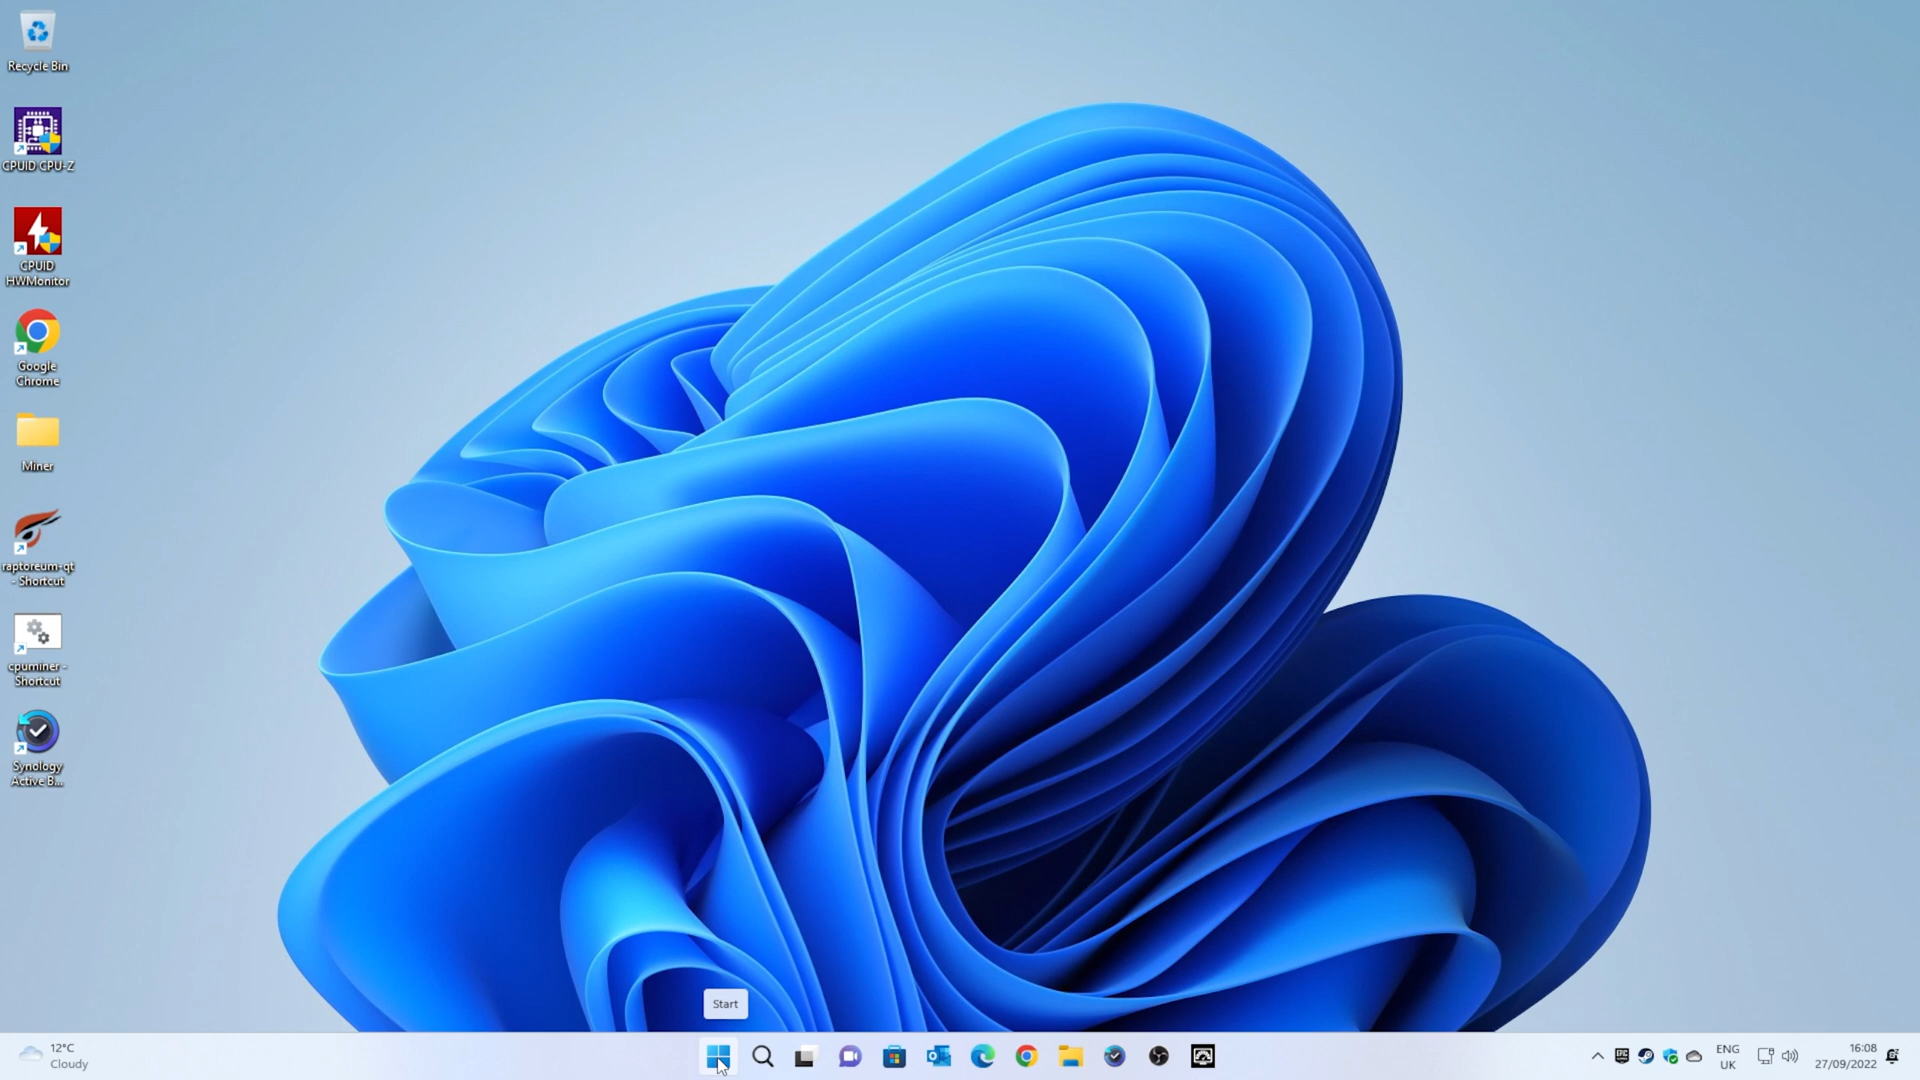 Recycle Bin
CPUID CPU-Z
CPUID
HWMonitor
Google
Chrome
Miner
raptoreum-qt
- Shortcut
cpuminer -
Shortcut
Synology
Active B...
Start
12°C
Cloudy
ENG
UK
16:08
27/09/2022